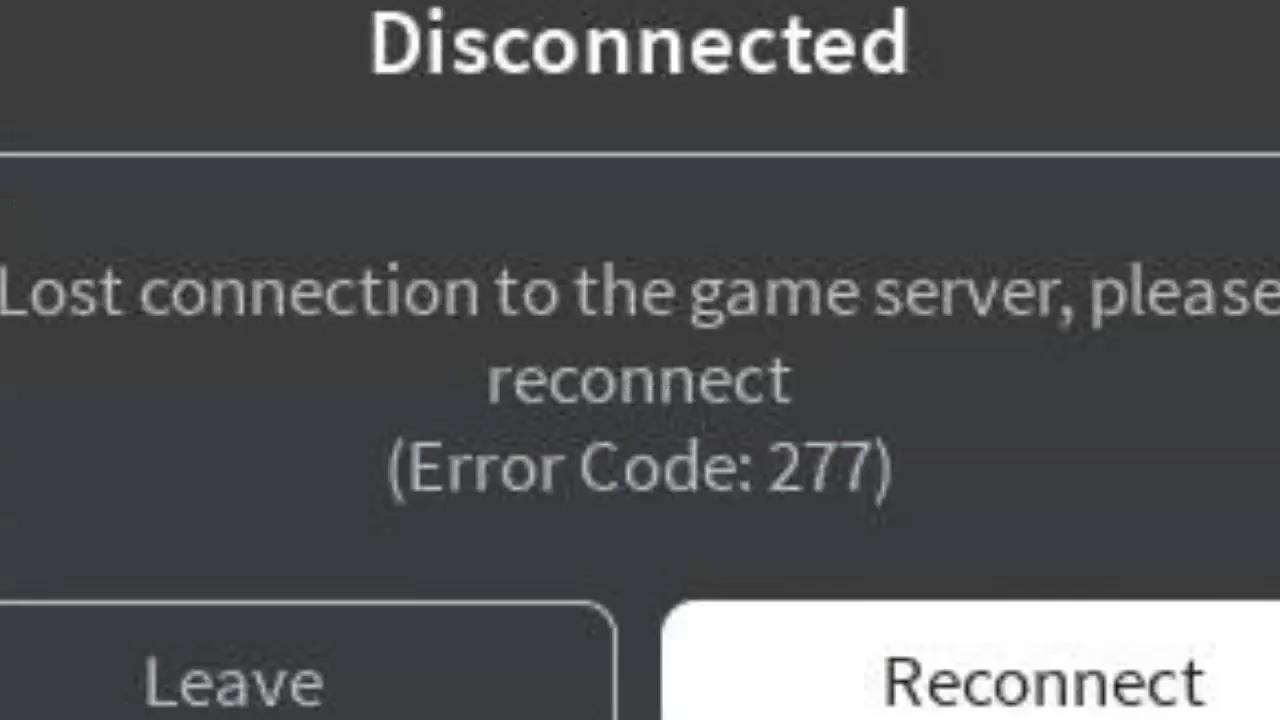 Disconnected
Lost connection to the game server, please
reconnect
(Error Code: 277)
Leave
Reconnect